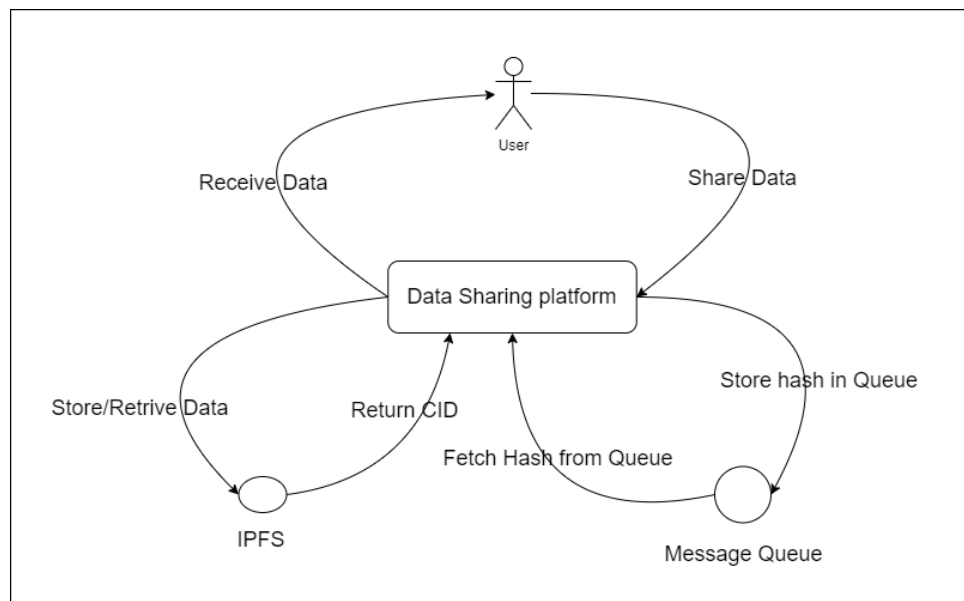 User
Receive Data
Share Data
Data Sharing platform
Store/Retrive Data
Return CID
Store hash in Queue
Fetch Hash from Queue
IPFS
Message Queue